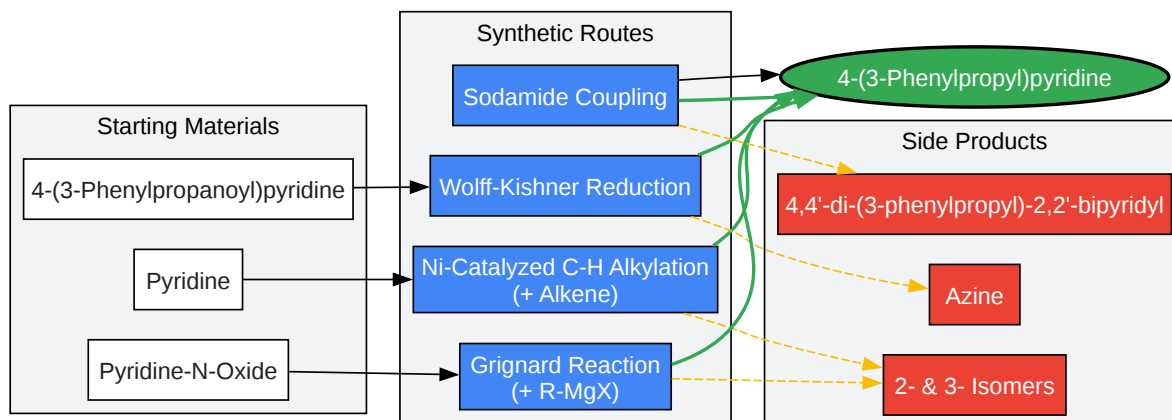 Synthetic Routes
Sodamide Coupling
4-(3-Phenylpropyl)pyridine
Starting Materials
4-(3-Phenylpropanoyl)pyridine
Wolff-Kishner Reduction
Side Products
4,4'-di-(3-phenylpropyl)-2,2'-bipyridyl
Pyridine
Ni-Catalyzed C-H Alkylation
(+ Alkene)
Azine
Pyridine-N-Oxide
Grignard Reaction
(+ R-MgX)
2- & 3- Isomers